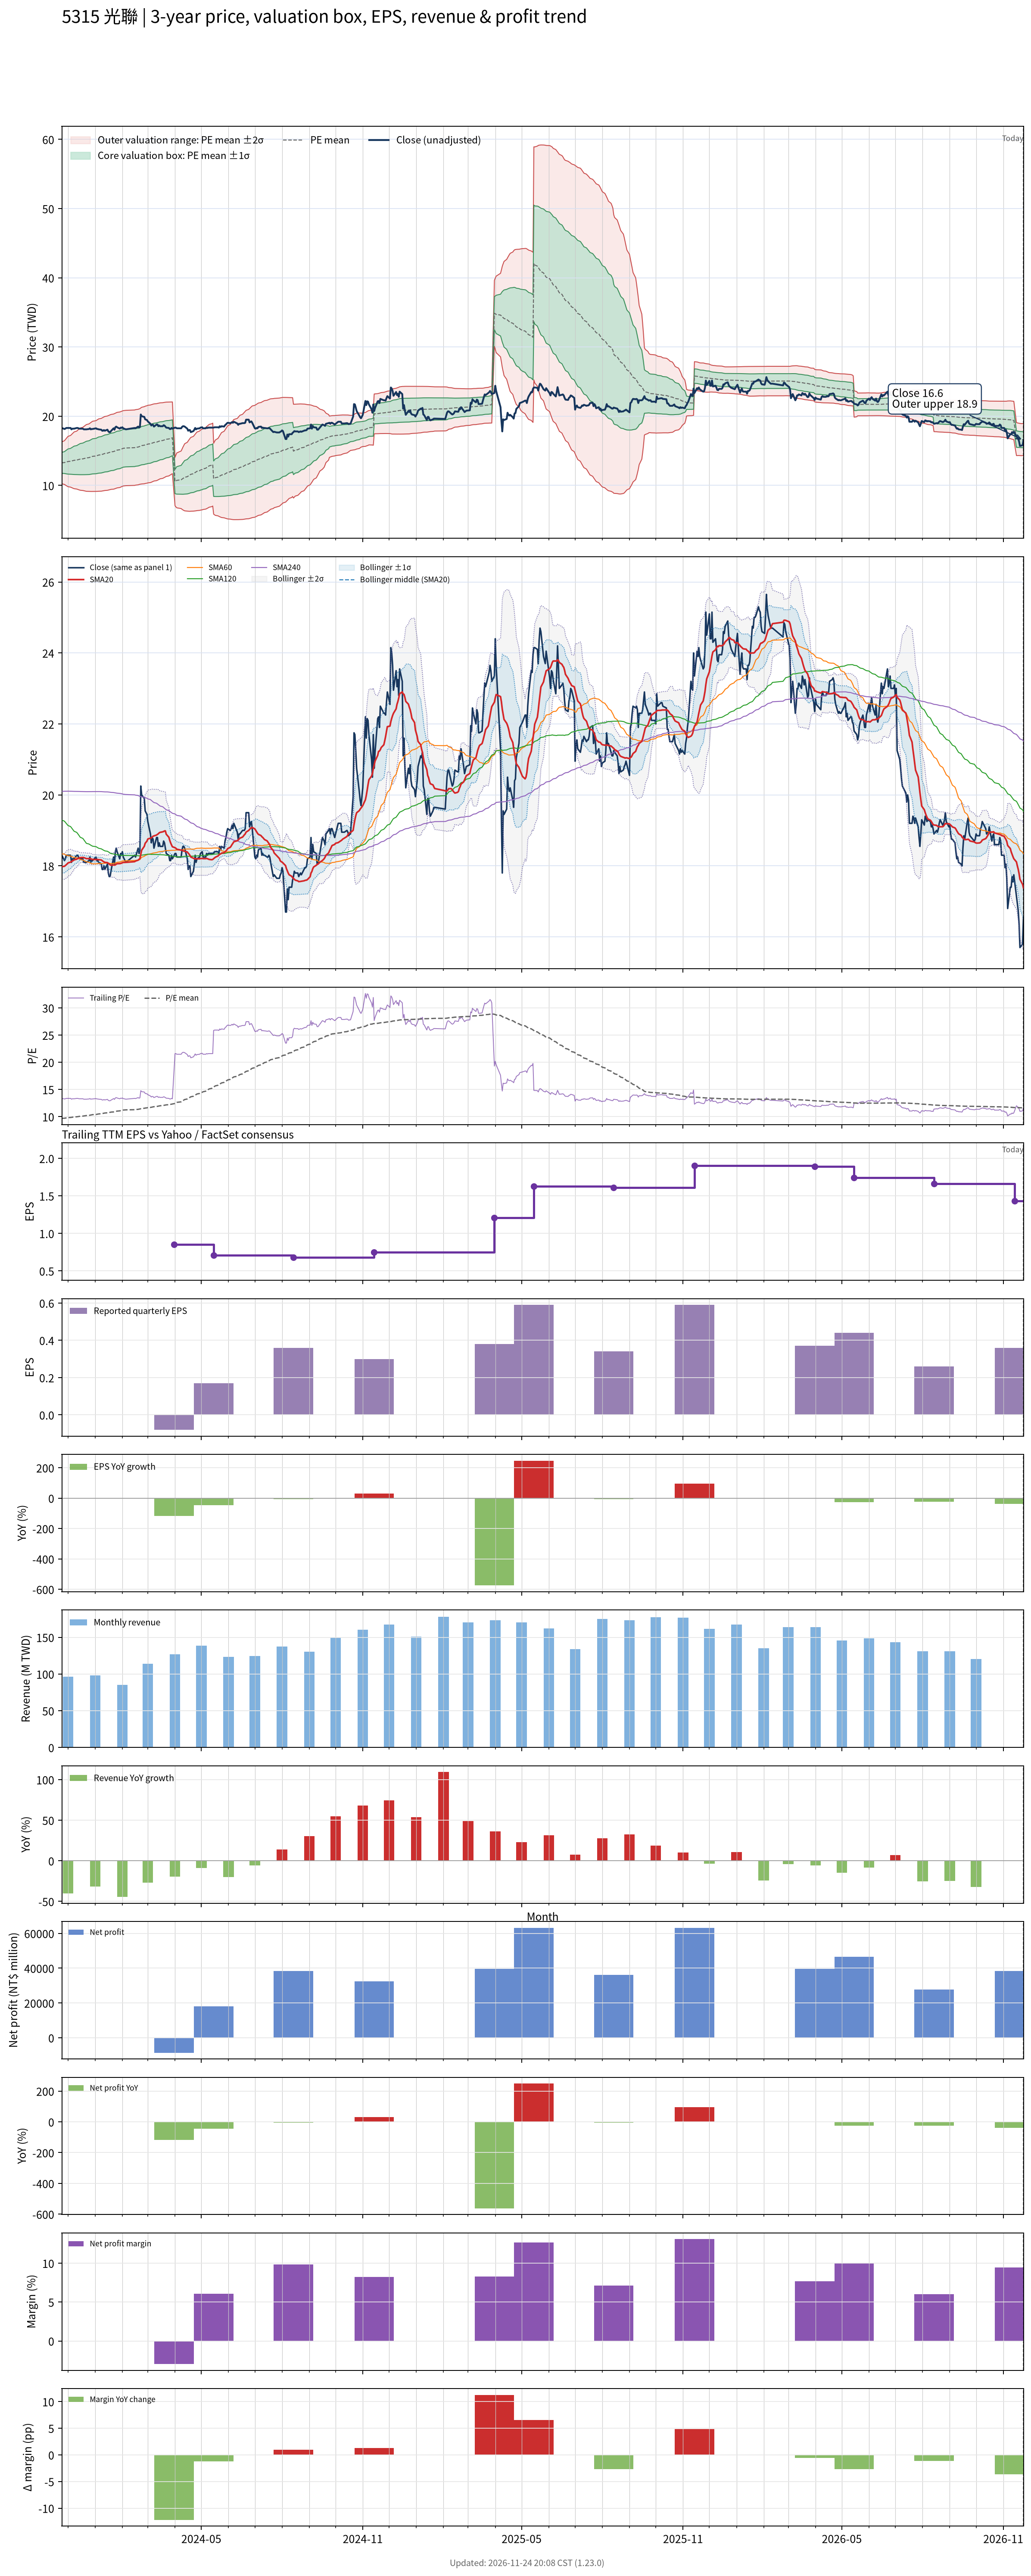 5315 光聯 | 3-year price, valuation box, EPS, revenue & profit trend
Outer valuation range: PE mean ±2σ
PE mean
Close (unadjusted)
Core valuation box: PE mean ±1σ
Today
60
50
40
30
20
10
Price (TWD)
Close 16.6
Outer upper 18.9
Close (same as panel 1)
SMA20
SMA60
SMA120
SMA240
Bollinger ±2σ
Bollinger ±1σ
Bollinger middle (SMA20)
26
24
22
20
18
16
Price
Trailing P/E
P/E mean
30
25
20
15
10
P/E
Trailing TTM EPS vs Yahoo / FactSet consensus
Today
2.0
1.5
1.0
0.5
EPS
Reported quarterly EPS
0.6
0.4
0.2
0.0
EPS
EPS YoY growth
200
0
-200
-400
-600
YoY (%)
Monthly revenue
150
100
50
0
Revenue (M TWD)
Revenue YoY growth
100
50
0
-50
YoY (%)
Month
Net profit
60000
40000
20000
0
Net profit (NT$ million)
Net profit YoY
200
0
-200
-400
-600
YoY (%)
Net profit margin
10
5
0
Margin (%)
Margin YoY change
10
5
0
-5
-10
Δ margin (pp)
2024-05
2024-11
2025-05
2025-11
2026-05
2026-11
Updated: 2026-11-24 20:08 CST (1.23.0)